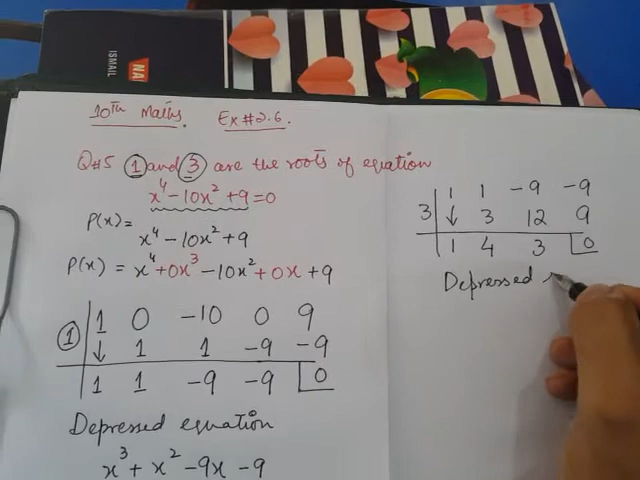 NA
ISMAIL
10th Maths. Ex#2.6.
Q#5 1 and 3 are the roots of equation
x⁴-10x²+9=0
P(x)=
x⁴-10x²+9
P(x) = x⁴+0x³-10x²+0x+9
1 1 0 -10 0 9
↓ 1 1 -9 -9
1 1 -9 -9 0
Depressed equation
x³+x²-9x-9
1 1 -9 -9
3 ↓ 3 12 9
1 4 3 0
Depressed